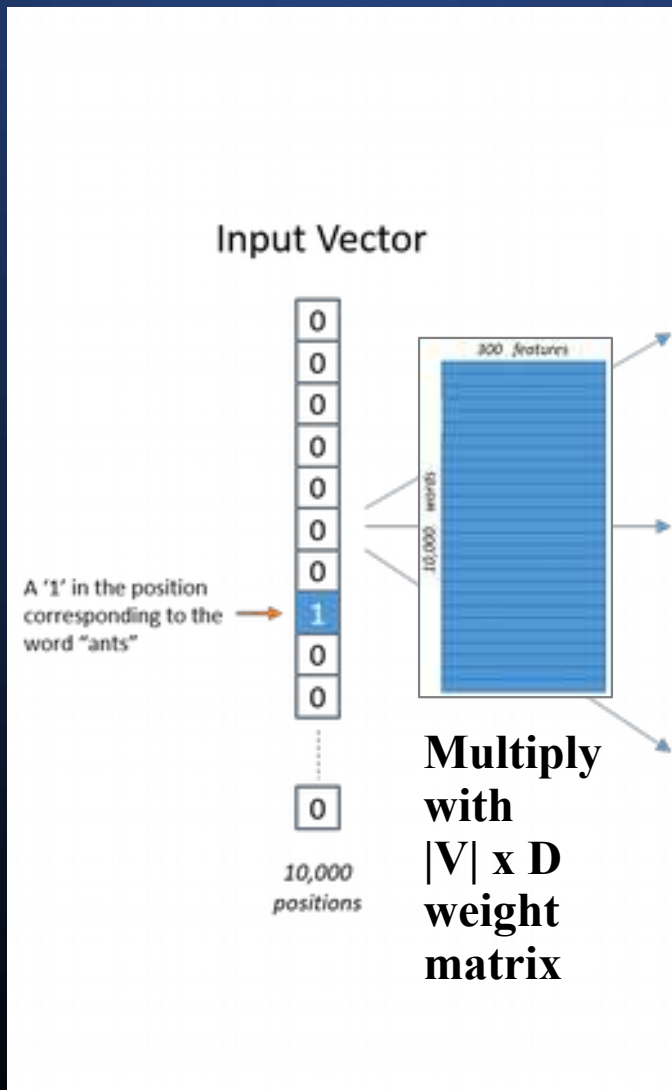 Input Vector
0
0
0
0
0
0
0
1
0
0
0
A '1' in the position
corresponding to the
word "ants"
10,000
positions
300 features
10,000 words
Multiply
with
|V| x D
weight
matrix